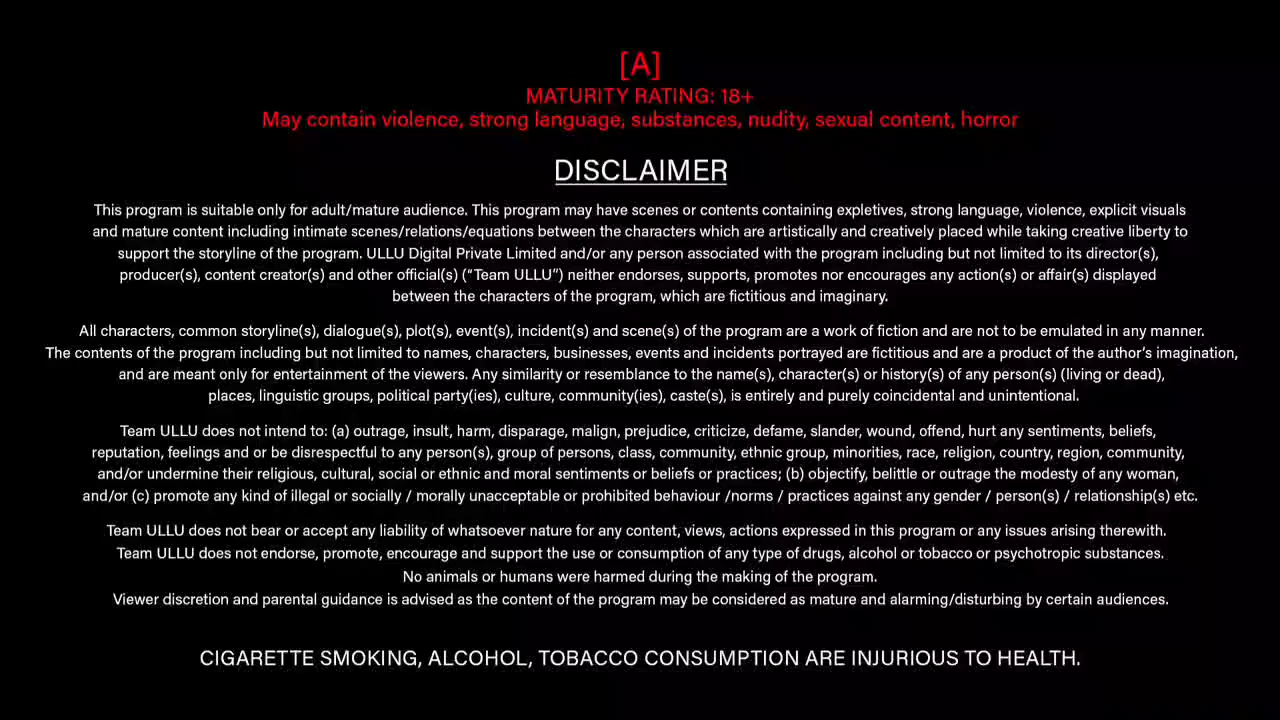 [A]
MATURITY RATING: 18+
May contain violence, strong language, substances, nudity, sexual content, horror
DISCLAIMER
This program is suitable only for adult/mature audience. This program may have scenes or contents containing expletives, strong language, violence, explicit visuals
and mature content including intimate scenes/relations/equations between the characters which are artistically and creatively placed while taking creative liberty to
support the storyline of the program. ULLU Digital Private Limited and/or any person associated with the program including but not limited to its director(s),
producer(s), content creator(s) and other official(s) (“Team ULLU”) neither endorses, supports, promotes nor encourages any action(s) or affair(s) displayed
between the characters of the program, which are fictitious and imaginary.
All characters, common storyline(s), dialogue(s), plot(s), event(s), incident(s) and scene(s) of the program are a work of fiction and are not to be emulated in any manner.
The contents of the program including but not limited to names, characters, businesses, events and incidents portrayed are fictitious and are a product of the author’s imagination,
and are meant only for entertainment of the viewers. Any similarity or resemblance to the name(s), character(s) or history(s) of any person(s) (living or dead),
places, linguistic groups, political party(ies), culture, community(ies), caste(s), is entirely and purely coincidental and unintentional.
Team ULLU does not intend to: (a) outrage, insult, harm, disparage, malign, prejudice, criticize, defame, slander, wound, offend, hurt any sentiments, beliefs,
reputation, feelings and or be disrespectful to any person(s), group of persons, class, community, ethnic group, minorities, race, religion, country, region, community,
and/or undermine their religious, cultural, social or ethnic and moral sentiments or beliefs or practices; (b) objectify, belittle or outrage the modesty of any woman,
and/or (c) promote any kind of illegal or socially / morally unacceptable or prohibited behaviour /norms / practices against any gender / person(s) / relationship(s) etc.
Team ULLU does not bear or accept any liability of whatsoever nature for any content, views, actions expressed in this program or any issues arising therewith.
Team ULLU does not endorse, promote, encourage and support the use or consumption of any type of drugs, alcohol or tobacco or psychotropic substances.
No animals or humans were harmed during the making of the program.
Viewer discretion and parental guidance is advised as the content of the program may be considered as mature and alarming/disturbing by certain audiences.
CIGARETTE SMOKING, ALCOHOL, TOBACCO CONSUMPTION ARE INJURIOUS TO HEALTH.